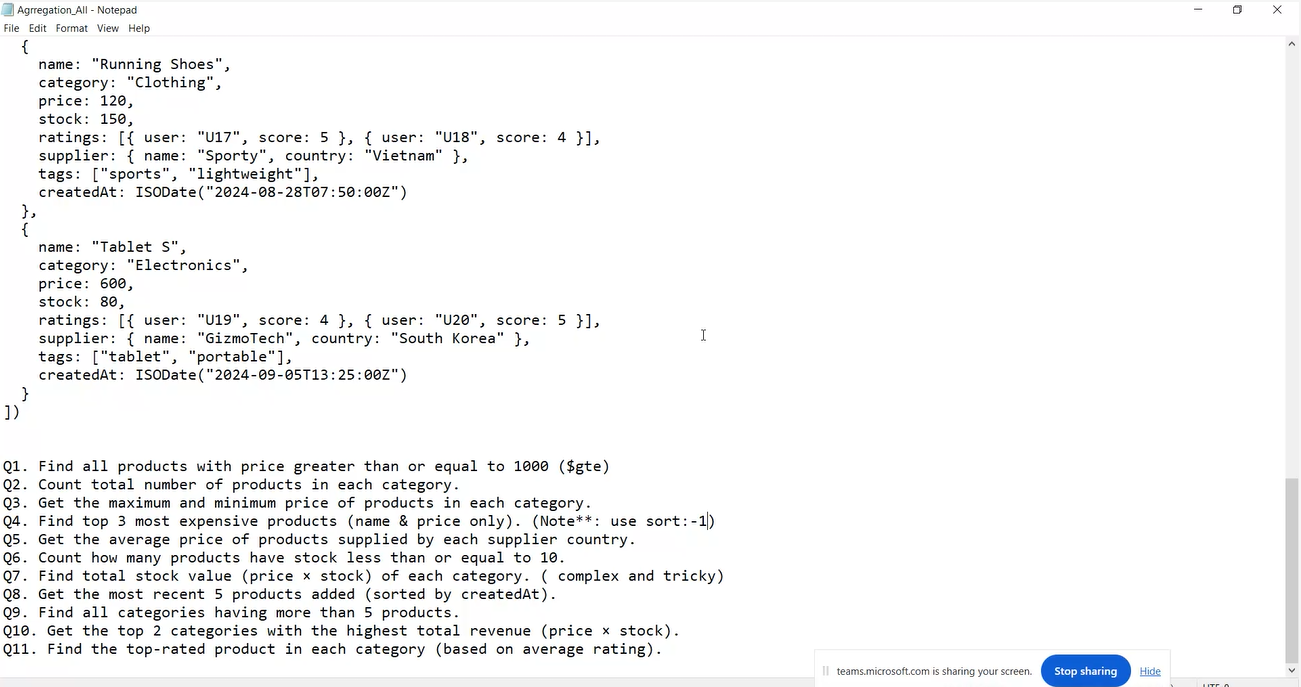 Agrregation_All - Notepad
File Edit Format View Help
{
name: "Running Shoes",
category: "Clothing",
price: 120,
stock: 150,
ratings: [{ user: "U17", score: 5 }, { user: "U18", score: 4 }],
supplier: { name: "Sporty", country: "Vietnam" },
tags: ["sports", "lightweight"],
createdAt: ISODate("2024-08-28T07:50:00Z")
},
{
name: "Tablet S",
category: "Electronics",
price: 600,
stock: 80,
ratings: [{ user: "U19", score: 4 }, { user: "U20", score: 5 }],
supplier: { name: "GizmoTech", country: "South Korea" },
tags: ["tablet", "portable"],
createdAt: ISODate("2024-09-05T13:25:00Z")
}
])
Q1. Find all products with price greater than or equal to 1000 ($gte)
Q2. Count total number of products in each category.
Q3. Get the maximum and minimum price of products in each category.
Q4. Find top 3 most expensive products (name & price only). (Note**: use sort:-1)
Q5. Get the average price of products supplied by each supplier country.
Q6. Count how many products have stock less than or equal to 10.
Q7. Find total stock value (price × stock) of each category. ( complex and tricky)
Q8. Get the most recent 5 products added (sorted by createdAt).
Q9. Find all categories having more than 5 products.
Q10. Get the top 2 categories with the highest total revenue (price × stock).
Q11. Find the top-rated product in each category (based on average rating).
teams.microsoft.com is sharing your screen. Stop sharing Hide